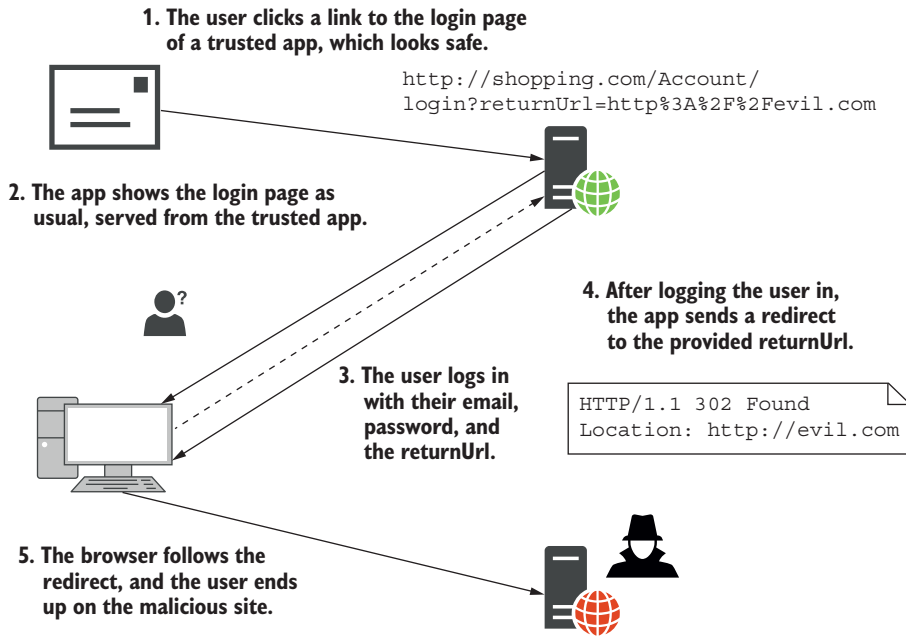 1. The user clicks a link to the login page
of a trusted app, which looks safe.
http://shopping.com/Account/
login?returnUrl=http%3A%2F%2Fevil.com
2. The app shows the login page as
usual, served from the trusted app.
?
4. After logging the user in,
the app sends a redirect
to the provided returnUrl.
3. The user logs in
with their email,
password, and
the returnUrl.
HTTP/1.1 302 Found
Location: http://evil.com
5. The browser follows the
redirect, and the user ends
up on the malicious site.